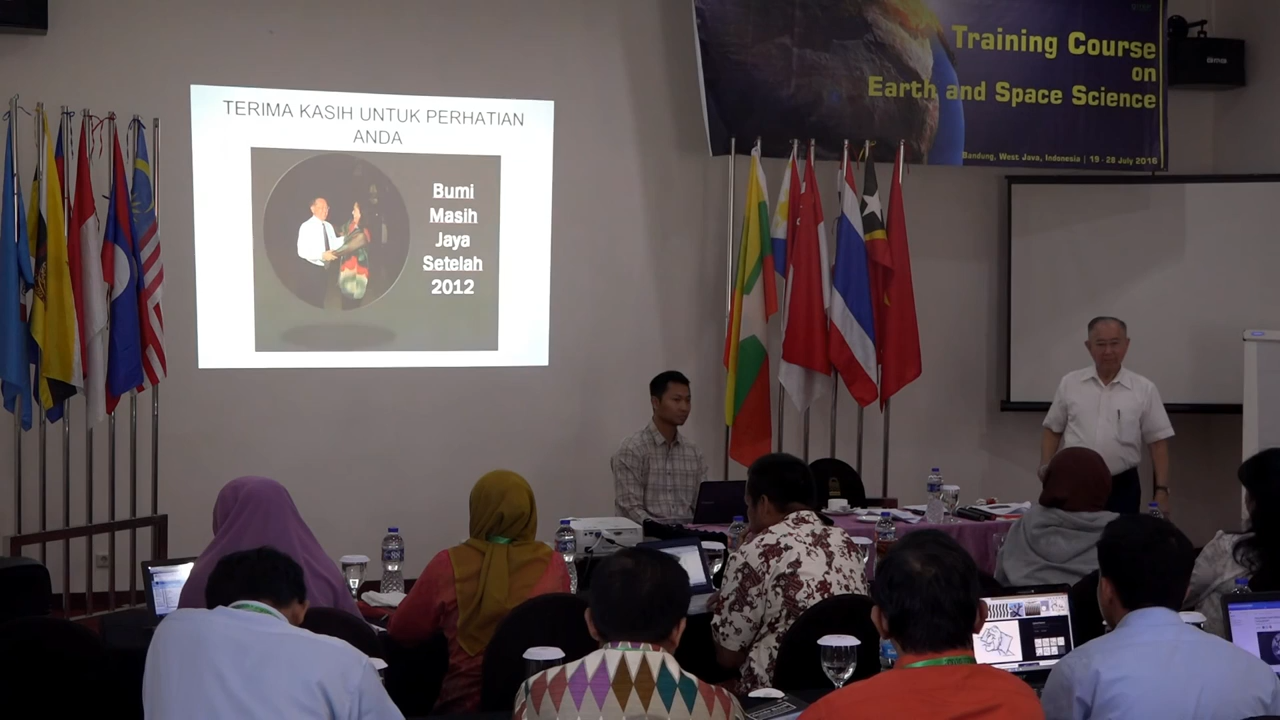 TERIMA KASIH UNTUK PERHATIAN
ANDA
Bumi
Masih
Jaya
Setelah
2012
Training Course
on
Earth and Space Science
Bandung, West Java, Indonesia | 19 - 28 July 2016